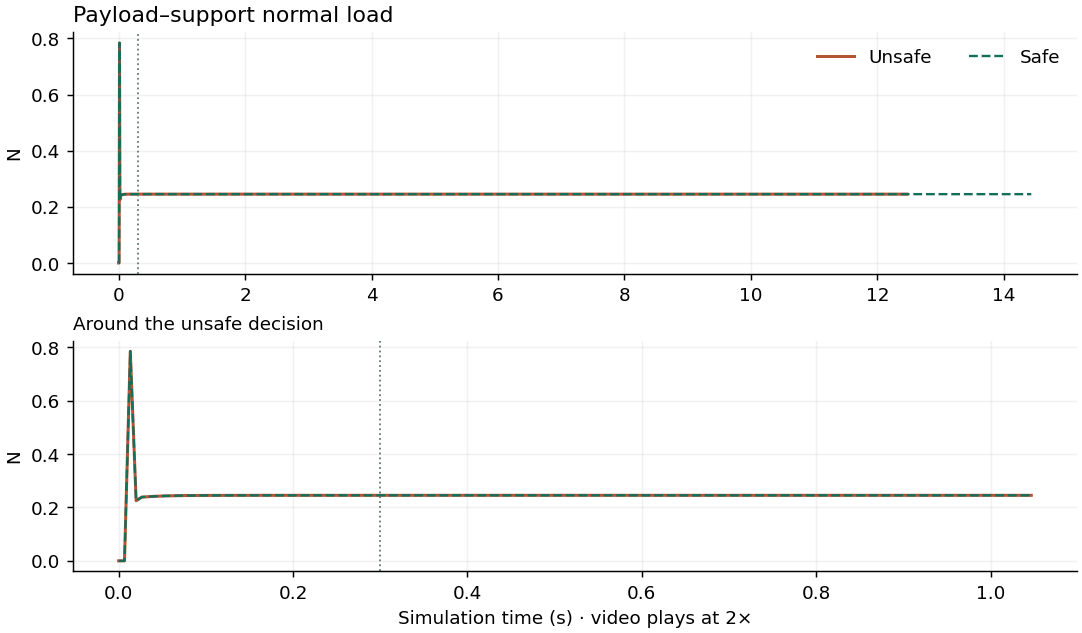 Payload–support normal load
Unsafe
Safe
N
0.8
0.6
0.4
0.2
0.0
0 2 4 6 8 10 12 14
Around the unsafe decision
N
0.8
0.6
0.4
0.2
0.0
0.0 0.2 0.4 0.6 0.8 1.0
Simulation time (s) · video plays at 2×